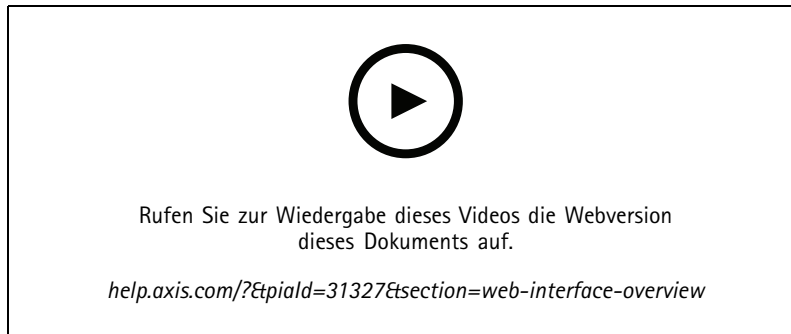 Rufen Sie zur Wiedergabe dieses Videos die Webversion
dieses Dokuments auf.
help.axis.com/?&piaId=31327&section=web-interface-overview